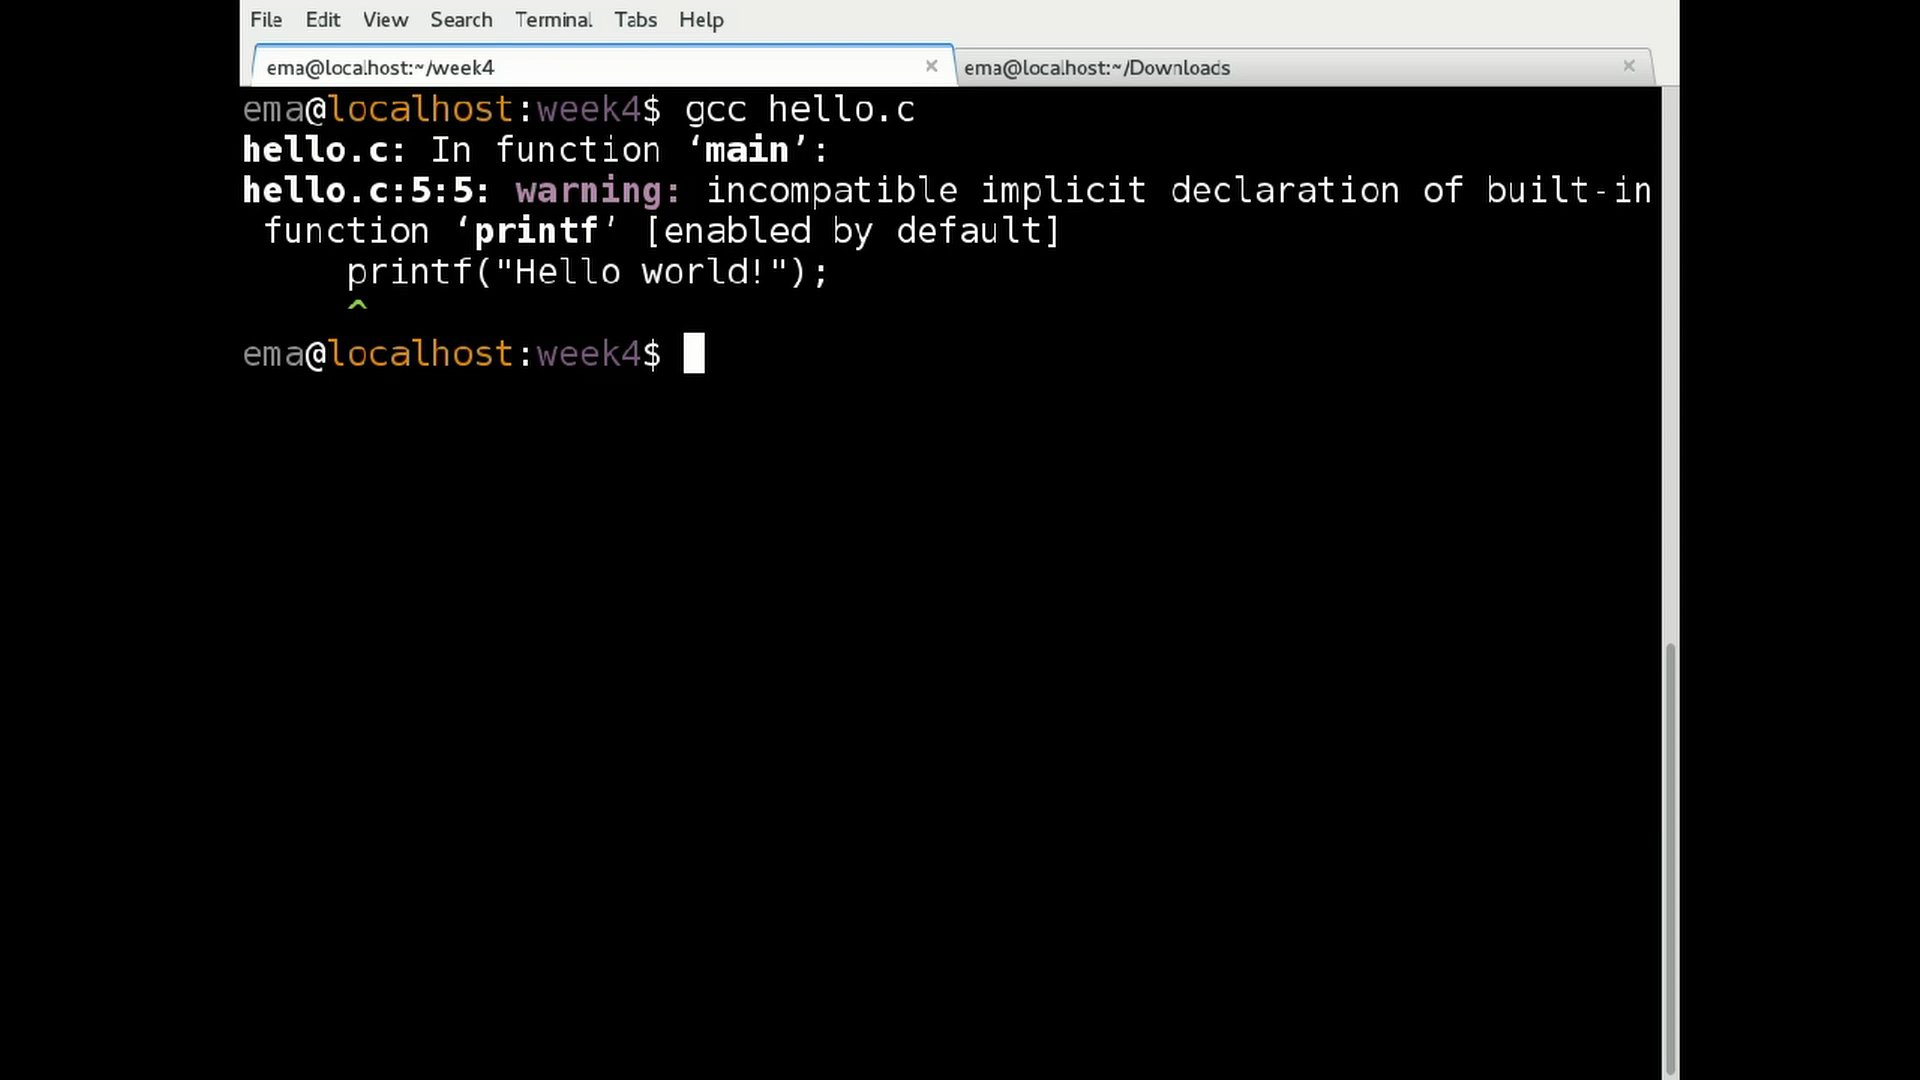 File Edit View Search Terminal Tabs Help
ema@localhost:~/week4 × ema@localhost:~/Downloads ×
ema@localhost:week4$ gcc hello.c
hello.c: In function ‘main’:
hello.c:5:5: warning: incompatible implicit declaration of built-in
function ‘printf’ [enabled by default]
printf("Hello world!");
^
ema@localhost:week4$